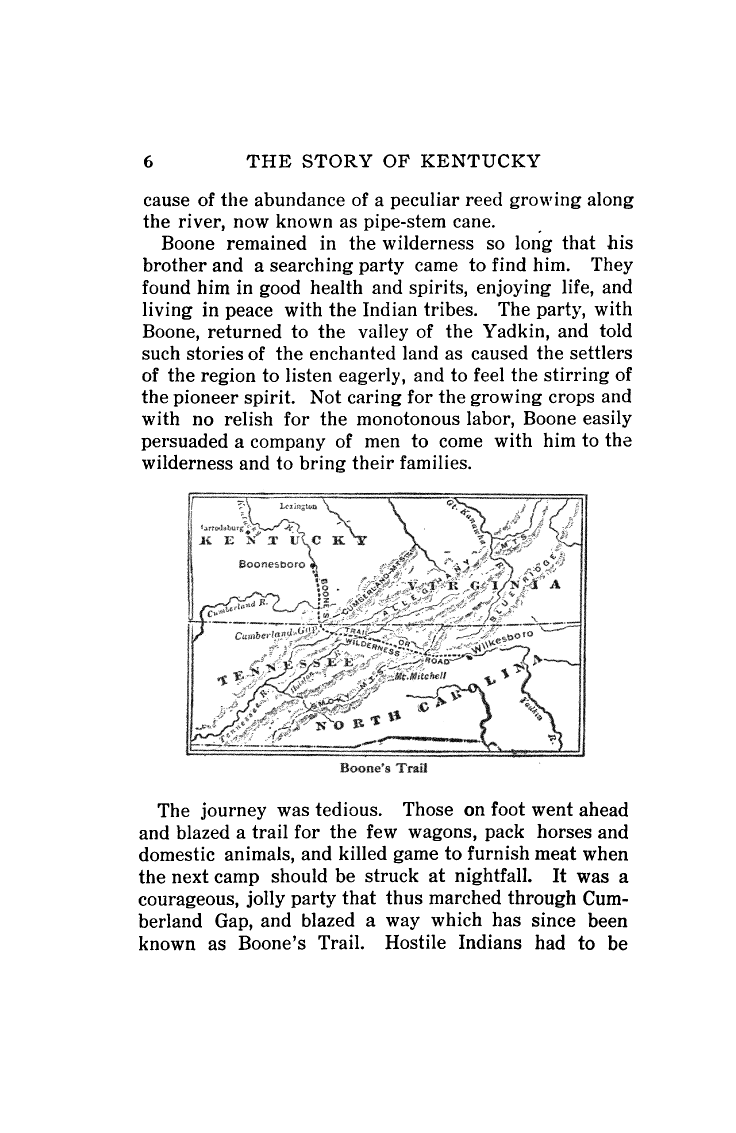 6 THE STORY OF KENTUCKY
cause of the abundance of a peculiar reed growing along
the river, now known as pipe-stem cane.
Boone remained in the wilderness so long that his
brother and a searching party came to find him. They
found him in good health and spirits, enjoying life, and
living in peace with the Indian tribes. The party, with
Boone, returned to the valley of the Yadkin, and told
such stories of the enchanted land as caused the settlers
of the region to listen eagerly, and to feel the stirring of
the pioneer spirit. Not caring for the growing crops and
with no relish for the monotonous labor, Boone easily
persuaded a company of men to come with him to the
wilderness and to bring their families.
Lexington
Gt. Kanawha
R.
KENTUCKY
MTS
Boonesboro
BOONE'S
CUMBERLAND MTS
ALLEGHANY
VIRGINIA
BLUE RIDGE
Cumberland R.
Cumberland Gap
TRAIL OR
WILDERNESS
ROAD
Wilkesboro
TENNESSEE
Holston
Mt. Mitchell
SMOKY MTS
Tennessee R.
NORTH CAROLINA
Yadkin
R.
Boone's Trail
The journey was tedious. Those on foot went ahead
and blazed a trail for the few wagons, pack horses and
domestic animals, and killed game to furnish meat when
the next camp should be struck at nightfall. It was a
courageous, jolly party that thus marched through Cum-
berland Gap, and blazed a way which has since been
known as Boone's Trail. Hostile Indians had to be